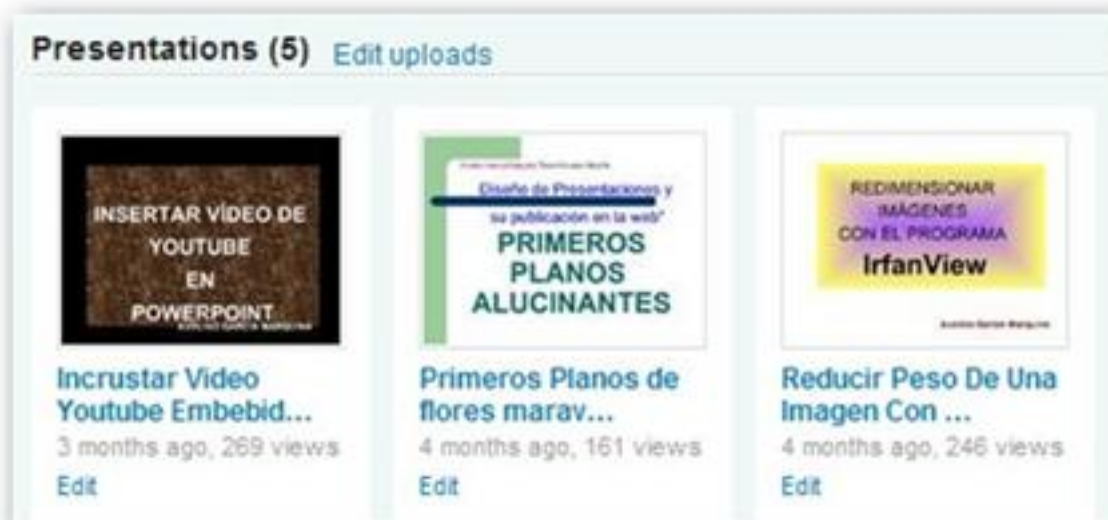 Presentations (5) Edit uploads
INSERTAR VÍDEO DE
YOUTUBE
EN
POWERPOINT
Diseño de Presentaciones y
su publicación en la web"
PRIMEROS
PLANOS
ALUCINANTES
REDIMENSIONAR
IMÁGENES
CON EL PROGRAMA
IrfanView
Incrustar Video
Youtube Embebid...
3 months ago, 269 views
Edit
Primeros Planos de
flores marav...
4 months ago, 161 views
Edit
Reducir Peso De Una
Imagen Con ...
4 months ago, 246 views
Edit